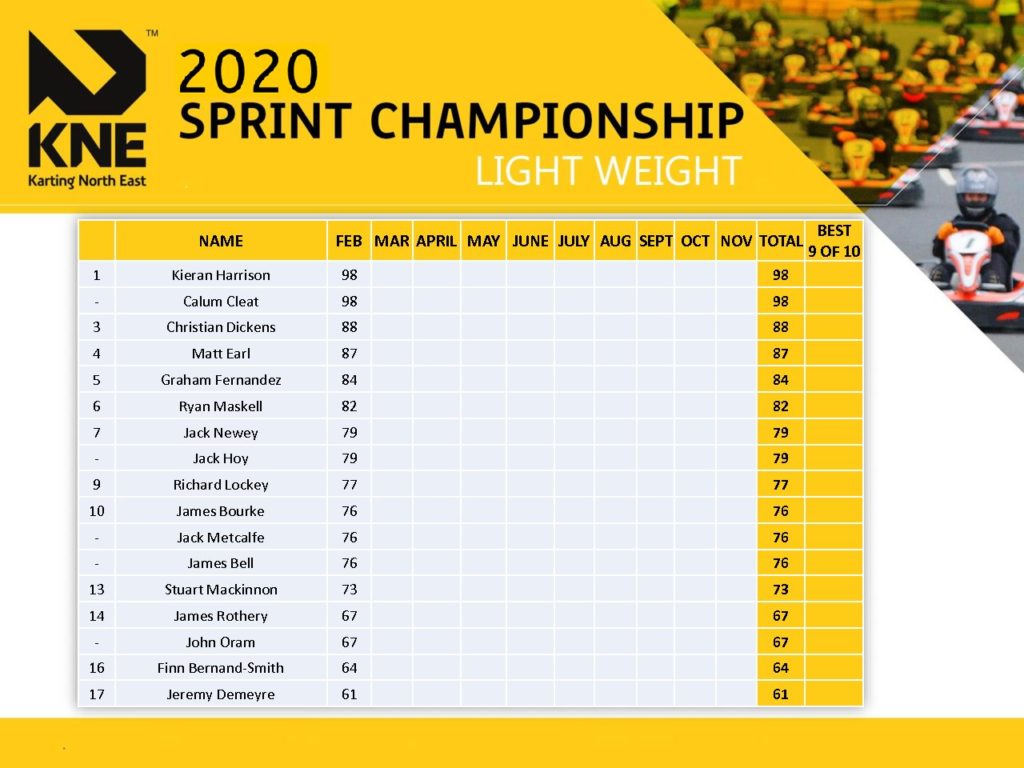 KNE
™
Karting North East
2020
SPRINT CHAMPIONSHIP
LIGHT WEIGHT
NAME FEB MAR APRIL MAY JUNE JULY AUG SEPT OCT NOV TOTAL BEST 9 OF 10
1 Kieran Harrison 98 98
- Calum Cleat 98 98
3 Christian Dickens 88 88
4 Matt Earl 87 87
5 Graham Fernandez 84 84
6 Ryan Maskell 82 82
7 Jack Newey 79 79
- Jack Hoy 79 79
9 Richard Lockey 77 77
10 James Bourke 76 76
- Jack Metcalfe 76 76
- James Bell 76 76
13 Stuart Mackinnon 73 73
14 James Rothery 67 67
- John Oram 67 67
16 Finn Bernand-Smith 64 64
17 Jeremy Demeyre 61 61